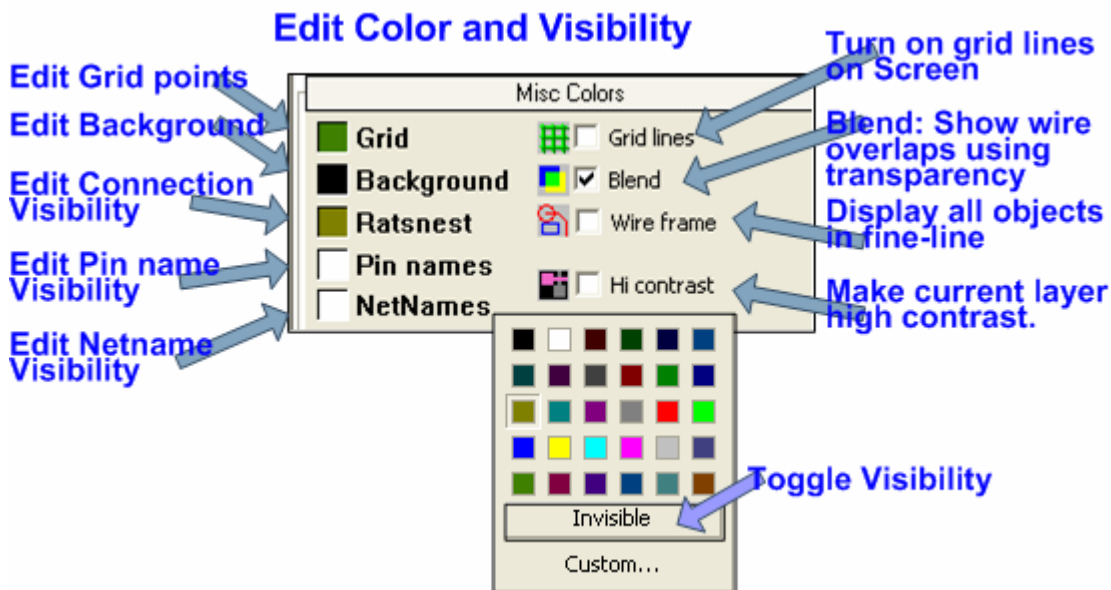 Edit Color and Visibility
Edit Grid points
Edit Background
Edit Connection
Visibility
Edit Pin name
Visibility
Edit Netname
Visibility
Misc Colors
Grid
Background
Ratsnest
Pin names
NetNames
Grid lines
Blend
Wire frame
Hi contrast
Turn on grid lines
on Screen
Blend: Show wire
overlaps using
transparency
Display all objects
in fine-line
Make current layer
high contrast.
Toggle Visibility
Invisible
Custom...